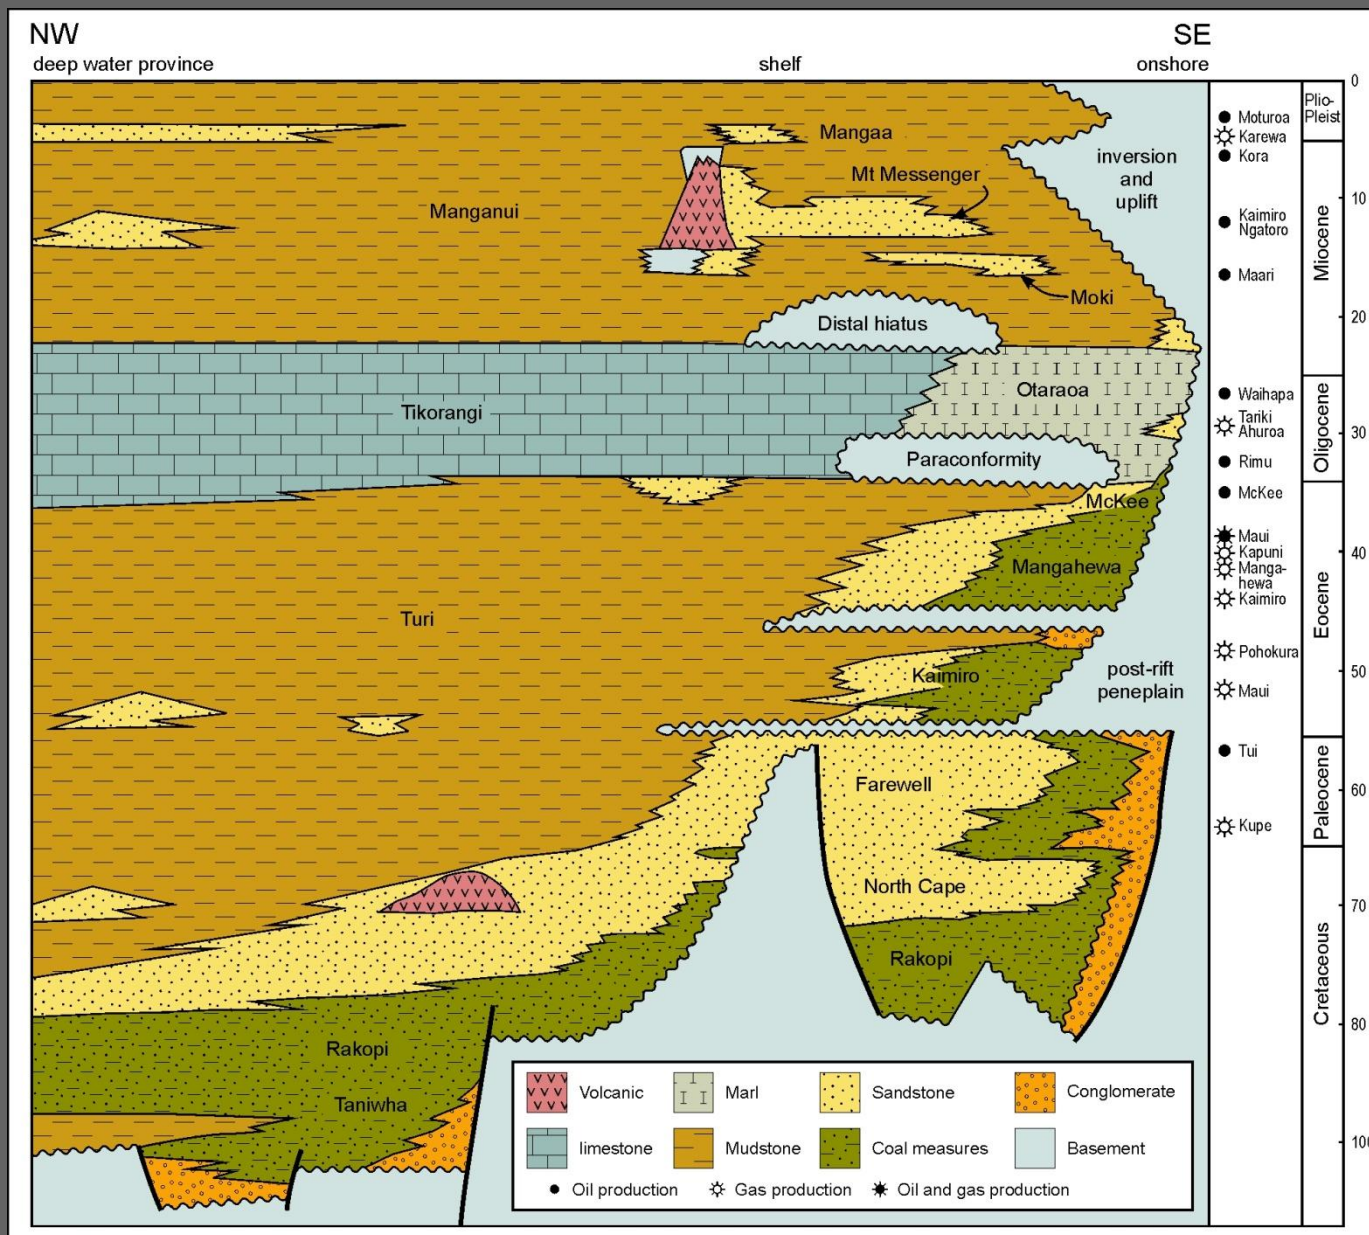 NW
SE
deep water province
shelf
onshore
Mangaa
Mt Messenger
inversion
and
uplift
Manganui
Moki
Distal hiatus
Otaraoa
Tikorangi
Paraconformity
McKee
Mangahewa
Turi
Kaimiro
post-rift
peneplain
Farewell
North Cape
Rakopi
Rakopi
Taniwha
Volcanic
Marl
Sandstone
Conglomerate
limestone
Mudstone
Coal measures
Basement
Oil production
Gas production
Oil and gas production
Moturoa
Karewa
Kora
Kaimiro
Ngatoro
Maari
Waihapa
Tariki
Ahuroa
Rimu
McKee
Maui
Kapuni
Manga-
hewa
Kaimiro
Pohokura
Maui
Tui
Kupe
Plio-
Pleist
Miocene
Oligocene
Eocene
Paleocene
Cretaceous
0
10
20
30
40
50
60
70
80
100